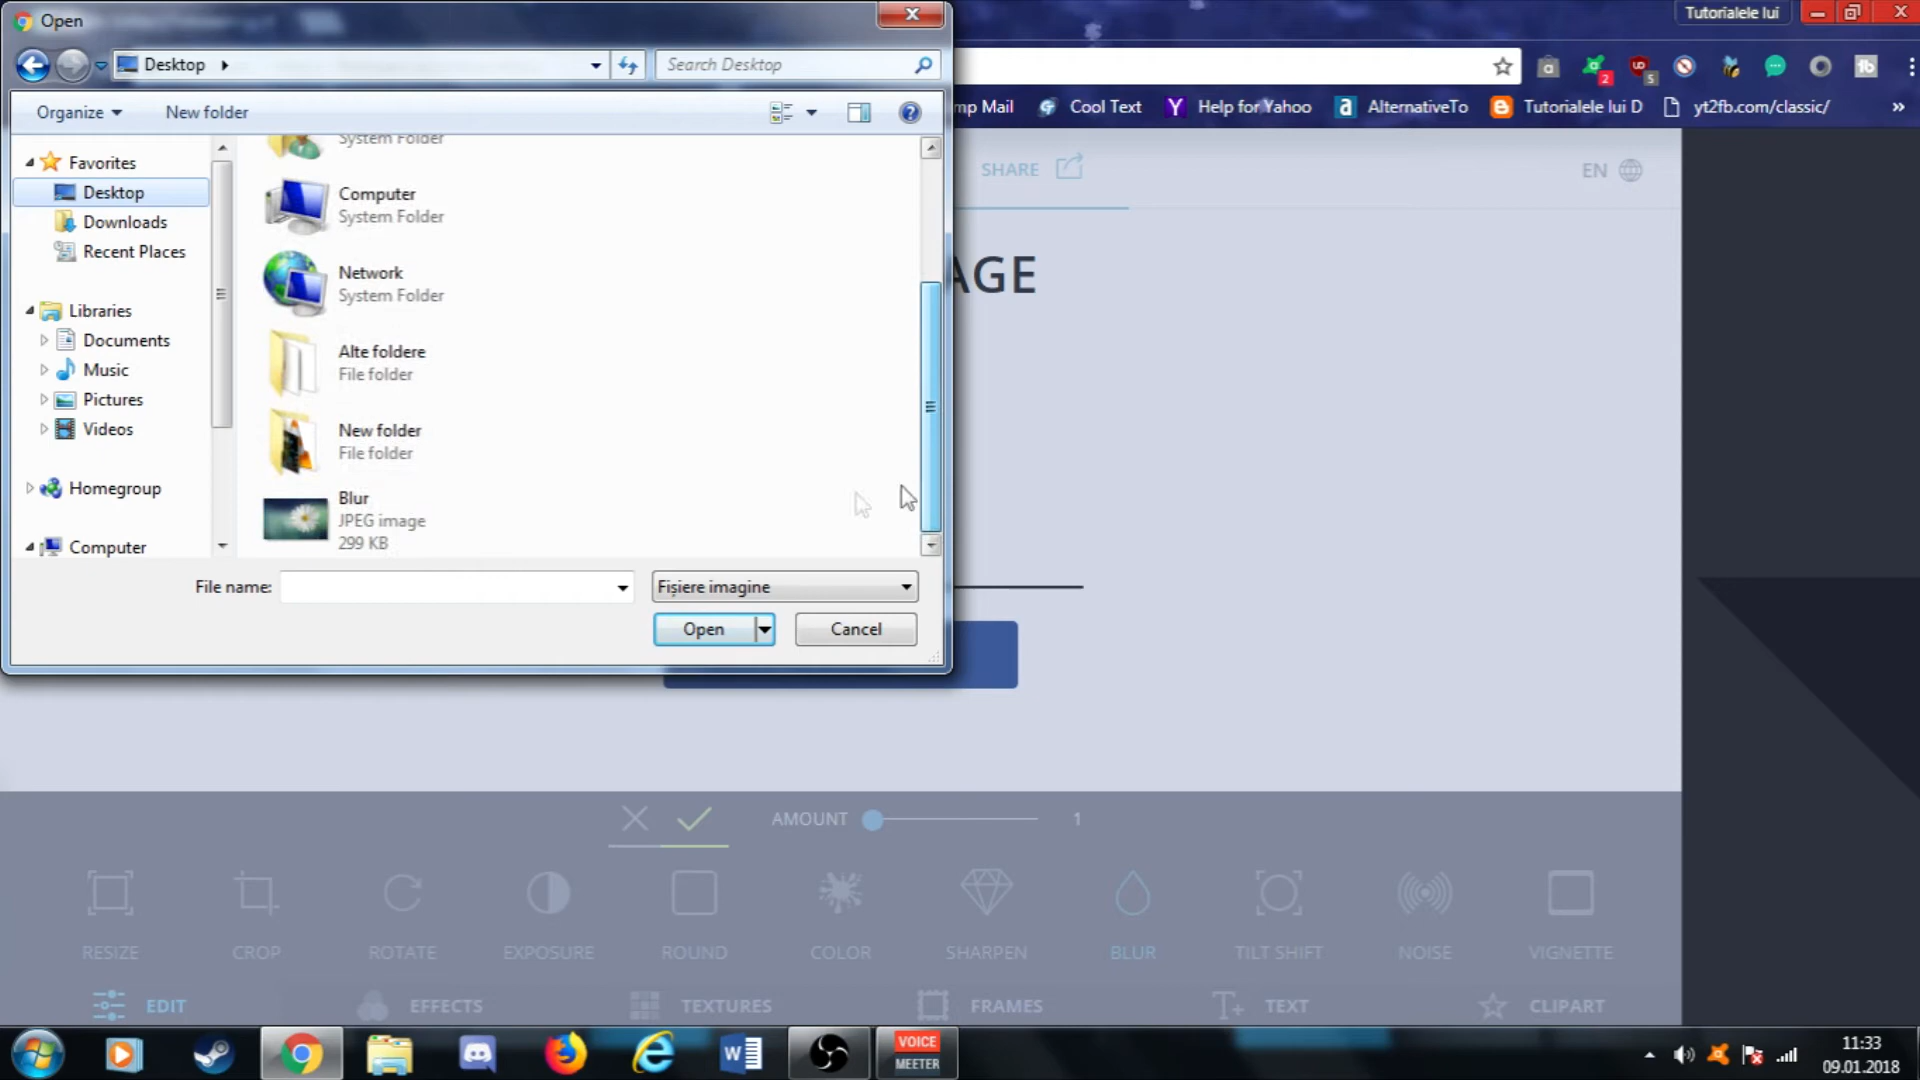 Open
Tutorialele lui
Desktop
Search Desktop
2
5
Organize
New folder
mp Mail
Cool Text
Help for Yahoo
AlternativeTo
Tutorialele lui D
yt2fb.com/classic/
»
Favorites
Desktop
Downloads
Recent Places
Libraries
Documents
Music
Pictures
Videos
Homegroup
Computer
System Folder
Computer
System Folder
Network
System Folder
Alte foldere
File folder
New folder
File folder
Blur
JPEG image
299 KB
File name:
Fișiere imagine
Open
Cancel
SHARE
EN
AGE
AMOUNT
1
RESIZE
CROP
ROTATE
EXPOSURE
ROUND
COLOR
SHARPEN
BLUR
TILT SHIFT
NOISE
VIGNETTE
EDIT
EFFECTS
TEXTURES
FRAMES
TEXT
CLIPART
VOICE
MEETER
11:33
09.01.2018